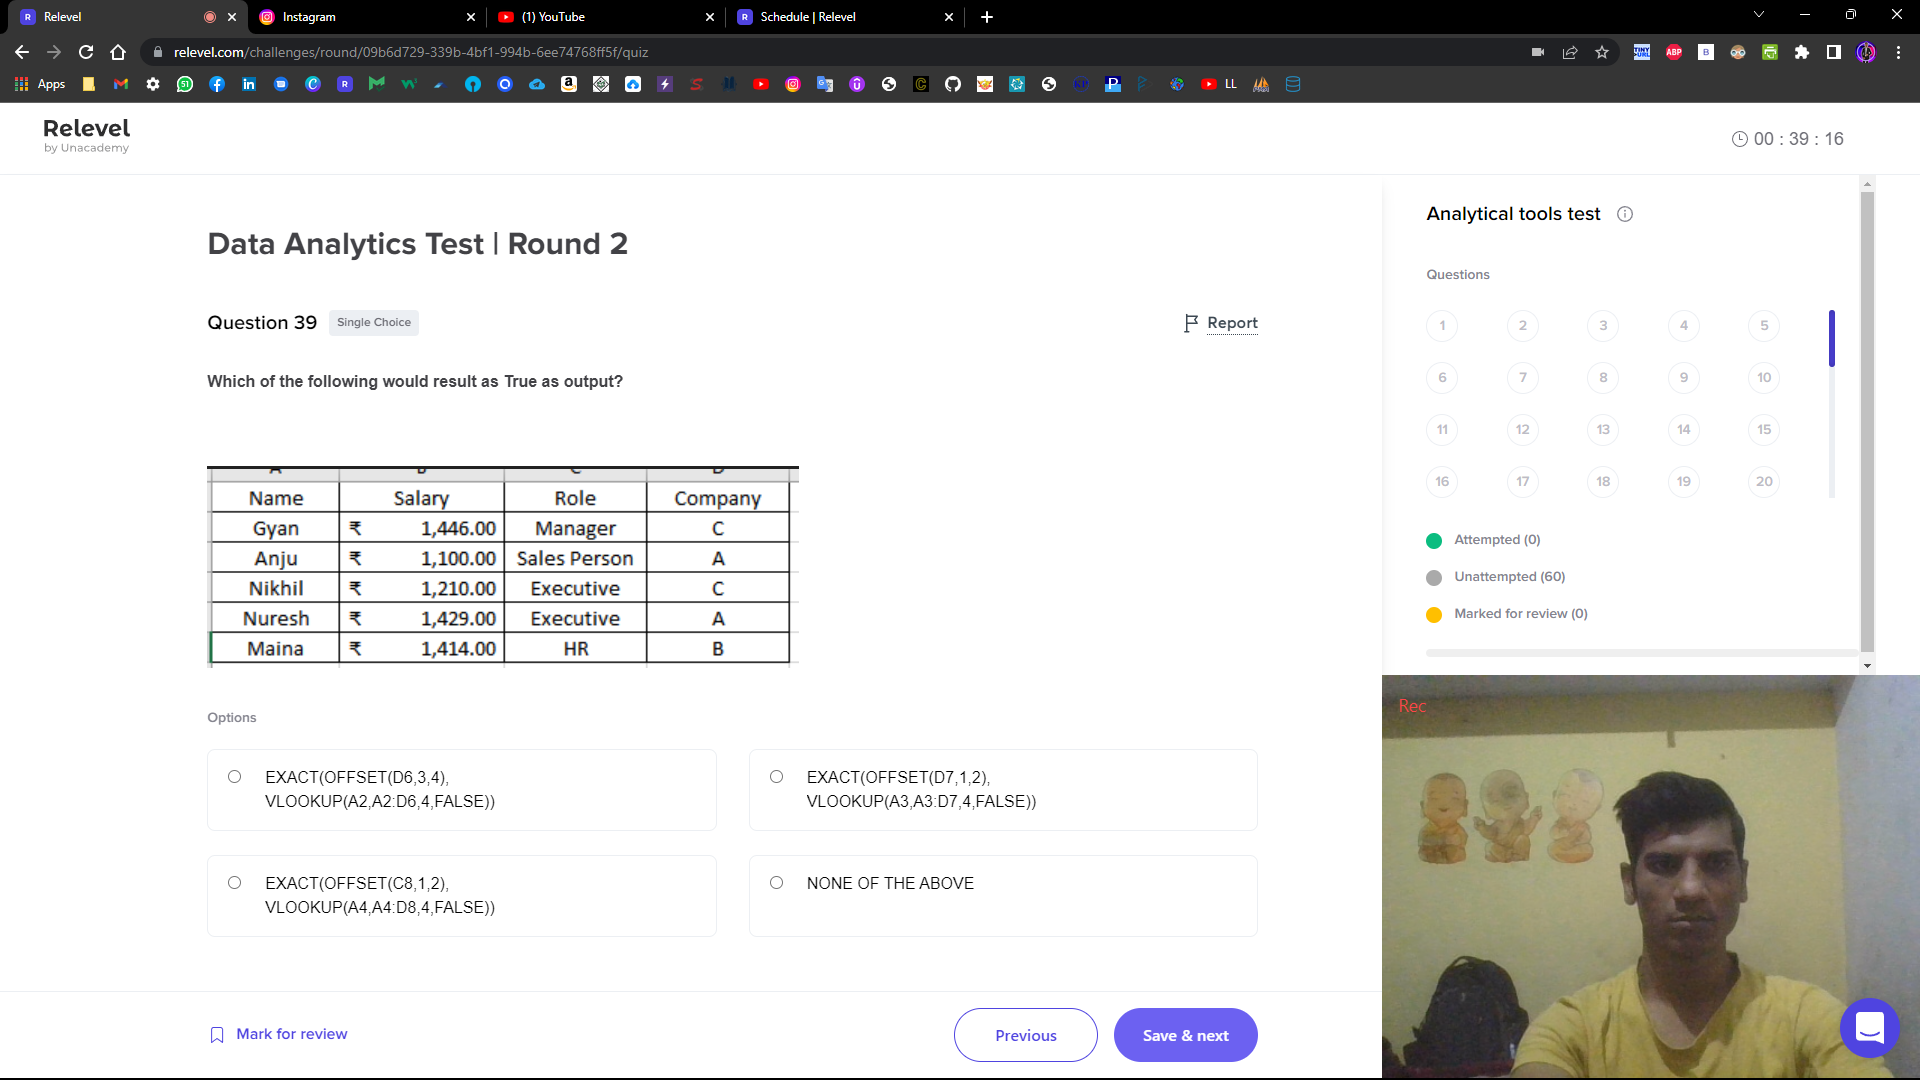 Relevel
Instagram
(1) YouTube
Schedule | Relevel
relevel.com/challenges/round/09b6d729-339b-4bf1-994b-6ee74768ff5f/quiz
Apps
LL
Relevel
by Unacademy
00 : 39 : 16
Data Analytics Test | Round 2
Question 39 Single Choice
Report
Which of the following would result as True as output?
Name Salary Role Company
Gyan ₹ 1,446.00 Manager C
Anju ₹ 1,100.00 Sales Person A
Nikhil ₹ 1,210.00 Executive C
Nuresh ₹ 1,429.00 Executive A
Maina ₹ 1,414.00 HR B
Options
EXACT(OFFSET(D6,3,4),
VLOOKUP(A2,A2:D6,4,FALSE))
EXACT(OFFSET(D7,1,2),
VLOOKUP(A3,A3:D7,4,FALSE))
EXACT(OFFSET(C8,1,2),
VLOOKUP(A4,A4:D8,4,FALSE))
NONE OF THE ABOVE
Mark for review
Previous
Save & next
Analytical tools test
Questions
1 2 3 4 5
6 7 8 9 10
11 12 13 14 15
16 17 18 19 20
Attempted (0)
Unattempted (60)
Marked for review (0)
Rec